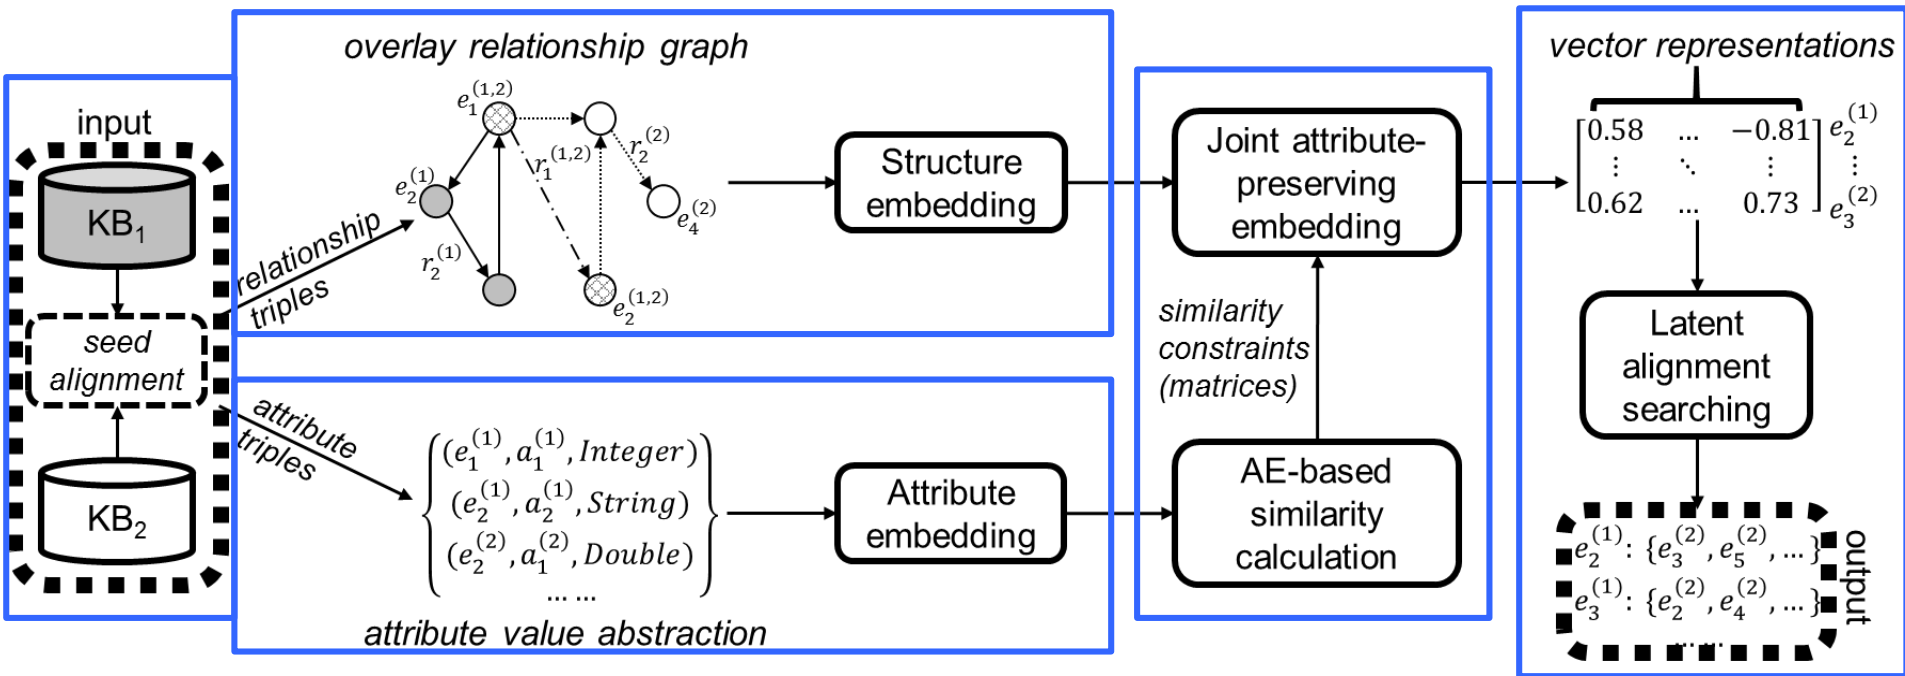 input
KB₁
seed
alignment
KB₂
relationship
triples
attribute
triples
overlay relationship graph
e₁⁽¹,²⁾
e₂⁽¹⁾
r₁⁽¹,²⁾
r₂⁽²⁾
e₄⁽²⁾
r₂⁽¹⁾
e₂⁽¹,²⁾
Structure
embedding
(e₁⁽¹⁾, a₁⁽¹⁾, Integer)
(e₂⁽¹⁾, a₂⁽¹⁾, String)
(e₂⁽²⁾, a₁⁽²⁾, Double)
... ...
attribute value abstraction
Attribute
embedding
Joint attribute-
preserving
embedding
similarity
constraints
(matrices)
AE-based
similarity
calculation
vector representations
0.58 ... −0.81 e₂⁽¹⁾
⋮ ⋱ ⋮ ⋮
0.62 ... 0.73 e₃⁽²⁾
Latent
alignment
searching
e₂⁽¹⁾: {e₃⁽²⁾, e₅⁽²⁾, ...}
e₃⁽¹⁾: {e₂⁽²⁾, e₄⁽²⁾, ...}
... ...
output